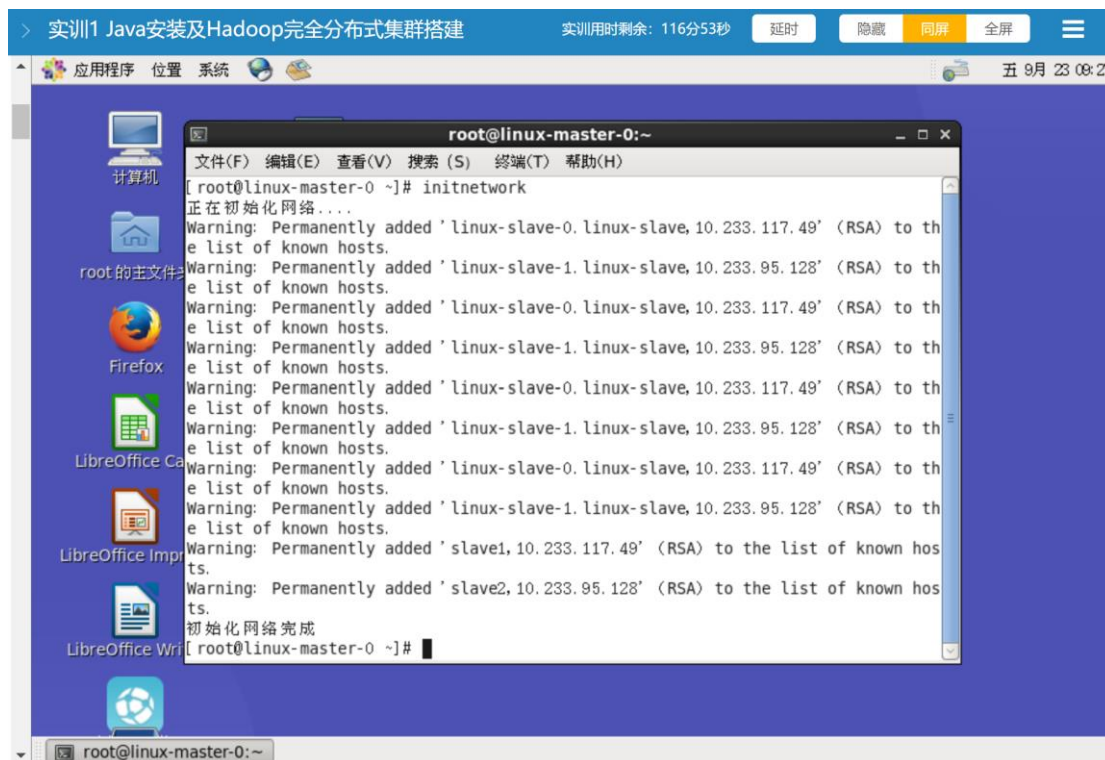 实训1 Java安装及Hadoop完全分布式集群搭建
实训用时剩余：116分53秒
延时
隐藏
同屏
全屏
应用程序 位置 系统
五 9月 23 09:2
计算机
root的主文件
Firefox
LibreOffice Ca
LibreOffice Impr
LibreOffice Wri
root@linux-master-0:~
文件(F) 编辑(E) 查看(V) 搜索 (S) 终端(T) 帮助(H)
[root@linux-master-0 ~]# initnetwork
正在初始化网络....
Warning: Permanently added 'linux-slave-0.linux-slave,10.233.117.49' (RSA) to th
e list of known hosts.
Warning: Permanently added 'linux-slave-1.linux-slave,10.233.95.128' (RSA) to th
e list of known hosts.
Warning: Permanently added 'linux-slave-0.linux-slave,10.233.117.49' (RSA) to th
e list of known hosts.
Warning: Permanently added 'linux-slave-1.linux-slave,10.233.95.128' (RSA) to th
e list of known hosts.
Warning: Permanently added 'linux-slave-0.linux-slave,10.233.117.49' (RSA) to th
e list of known hosts.
Warning: Permanently added 'linux-slave-1.linux-slave,10.233.95.128' (RSA) to th
e list of known hosts.
Warning: Permanently added 'linux-slave-0.linux-slave,10.233.117.49' (RSA) to th
e list of known hosts.
Warning: Permanently added 'linux-slave-1.linux-slave,10.233.95.128' (RSA) to th
e list of known hosts.
Warning: Permanently added 'slave1,10.233.117.49' (RSA) to the list of known hos
ts.
Warning: Permanently added 'slave2,10.233.95.128' (RSA) to the list of known hos
ts.
初始化网络完成
[root@linux-master-0 ~]#
root@linux-master-0:~